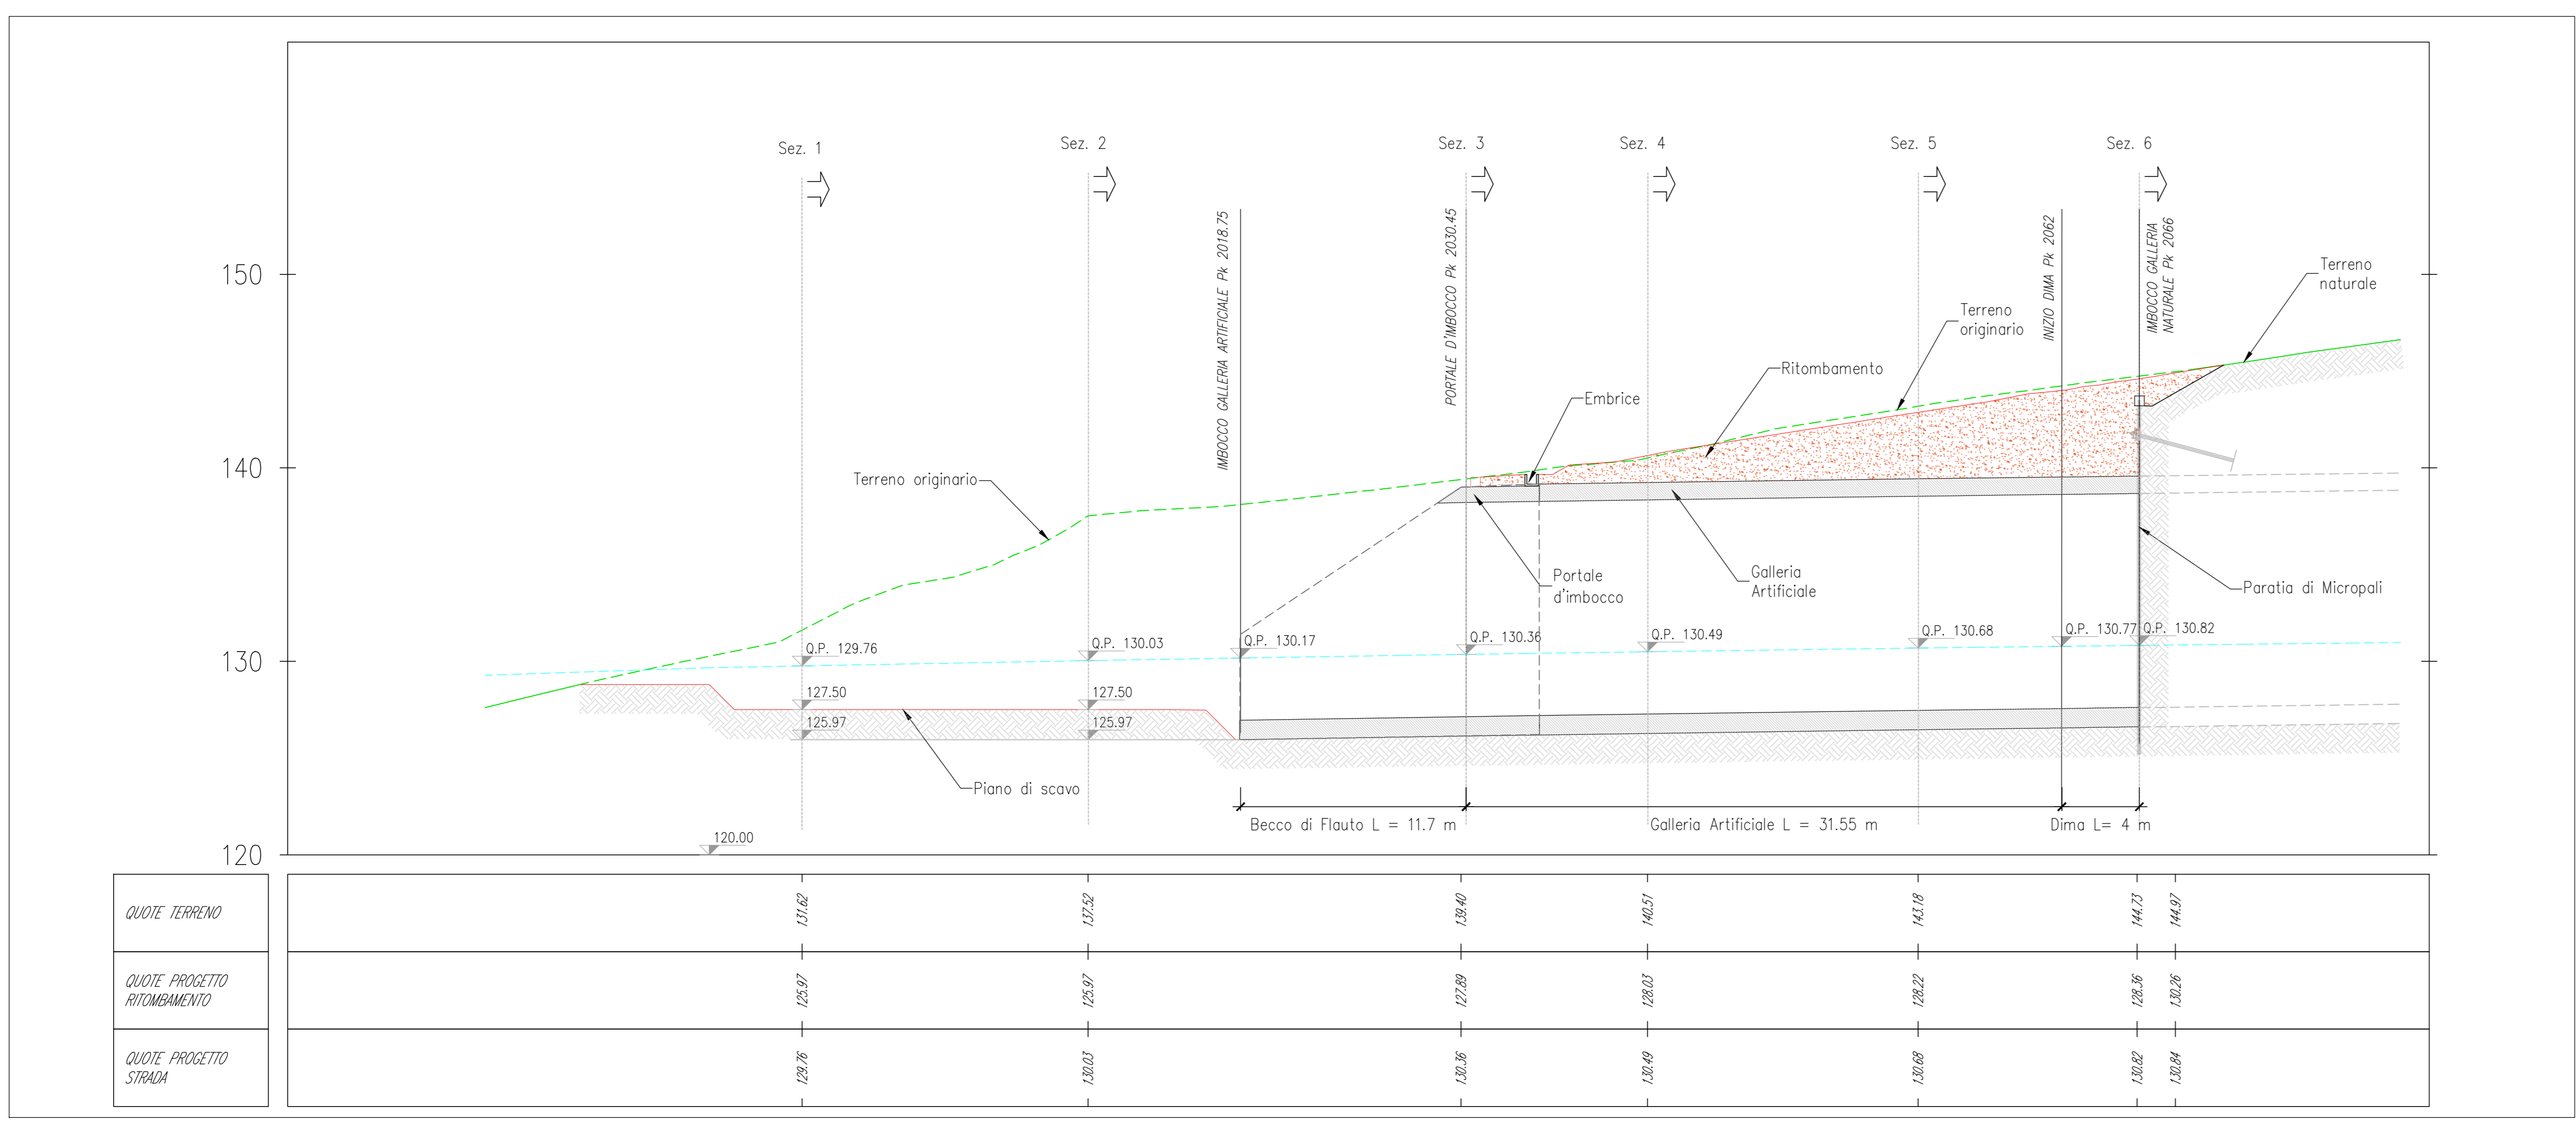 Sez. 1
Sez. 2
Sez. 3
Sez. 4
Sez. 5
Sez. 6
IMBOCCO GALLERIA ARTIFICIALE Pk 2018.75
PORTALE D'IMBOCCO Pk 2030.45
INIZIO DIMA Pk 2062
IMBOCCO GALLERIA
NATURALE Pk 2066
150
140
130
120
Terreno
naturale
Terreno
originario
Ritombamento
Embrice
Terreno originario
Portale
d'imbocco
Galleria
Artificiale
Paratia di Micropali
Q.P. 129.76
Q.P. 130.03
Q.P. 130.17
Q.P. 130.36
Q.P. 130.49
Q.P. 130.68
Q.P. 130.77
Q.P. 130.82
127.50
127.50
125.97
125.97
Piano di scavo
120.00
Becco di Flauto L = 11.7 m
Galleria Artificiale L = 31.55 m
Dima L= 4 m
QUOTE TERRENO
131.62
137.52
139.40
140.51
143.18
144.73
144.97
QUOTE PROGETTO
RITOMBAMENTO
125.97
125.97
127.89
128.03
128.22
128.36
130.26
QUOTE PROGETTO
STRADA
129.76
130.03
130.36
130.49
130.68
130.82
130.84